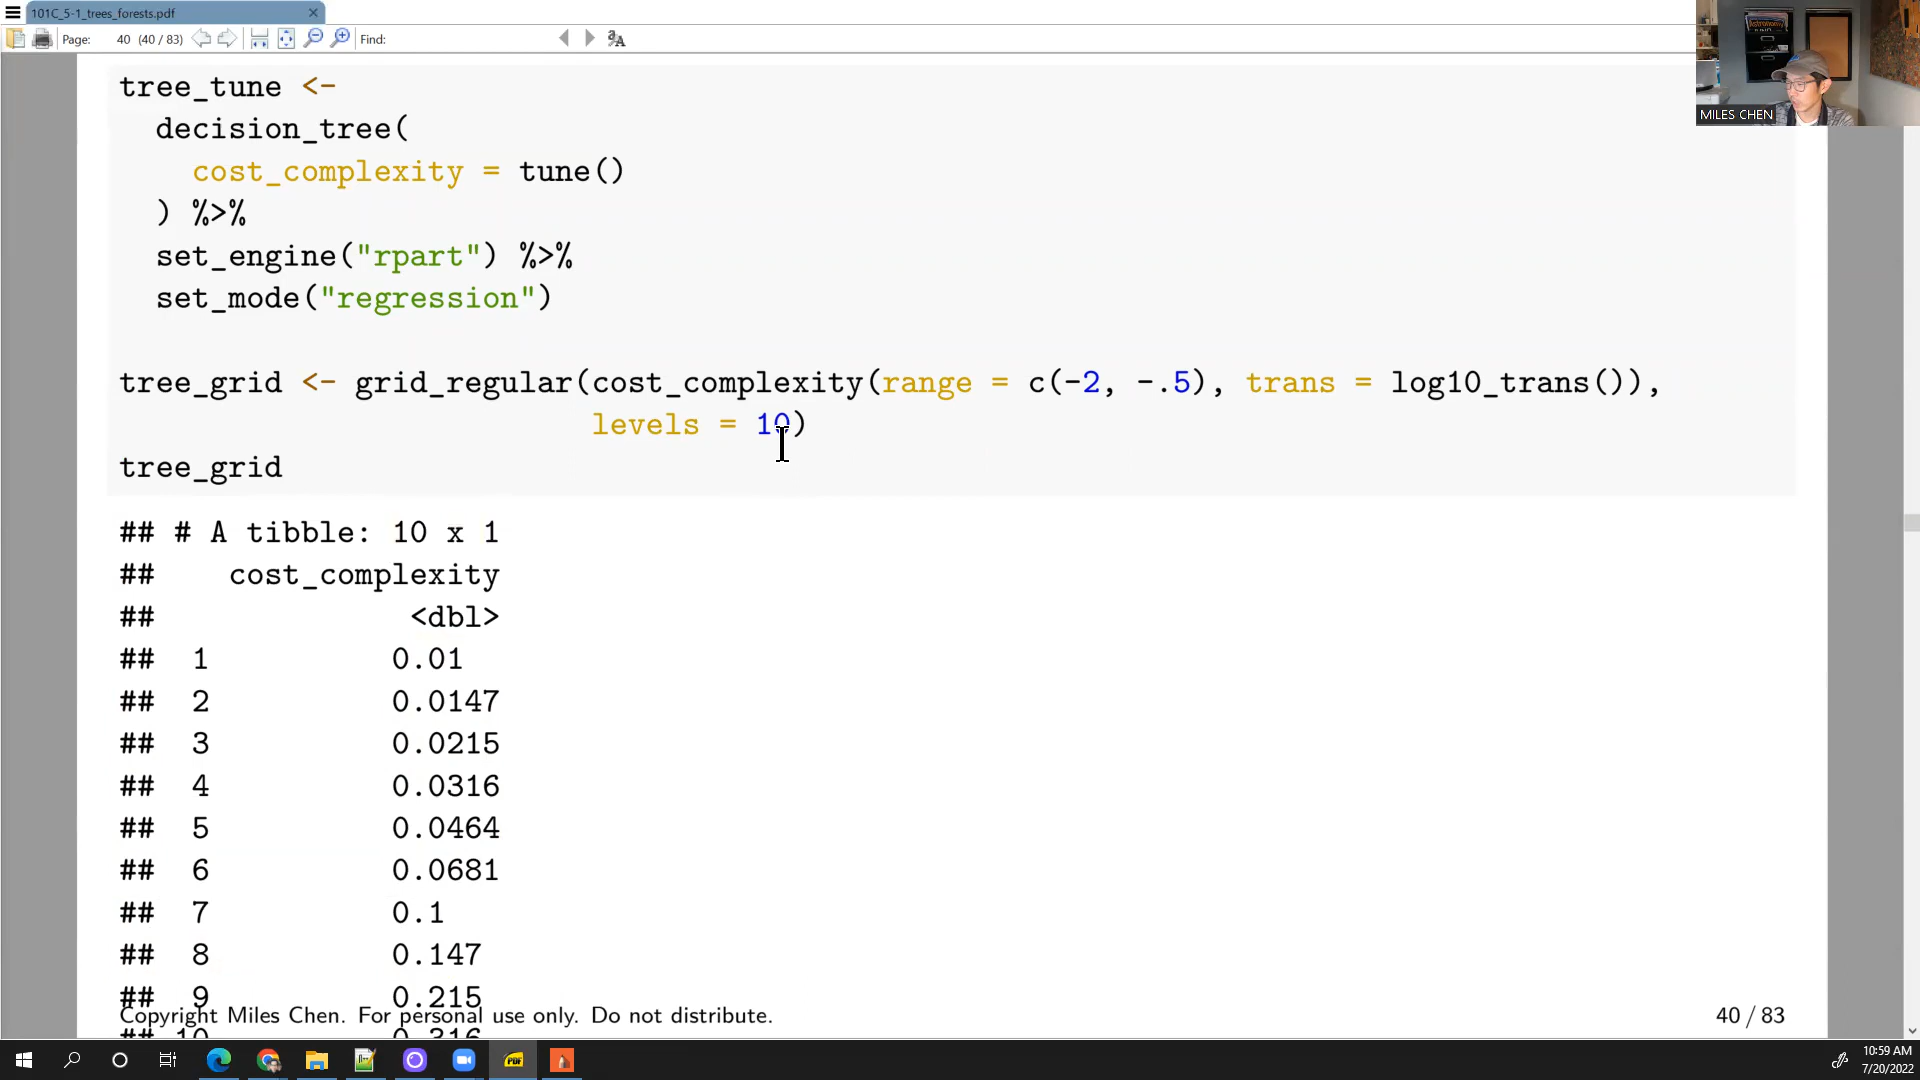 101C_5-1_trees_forests.pdf
Page: 40 (40 / 83) Find:
MILES CHEN
tree_tune <-
decision_tree(
cost_complexity = tune()
) %>%
set_engine("rpart") %>%
set_mode("regression")
tree_grid <- grid_regular(cost_complexity(range = c(-2, -.5), trans = log10_trans()),
levels = 10)
tree_grid
## # A tibble: 10 x 1
## cost_complexity
## <dbl>
## 1 0.01
## 2 0.0147
## 3 0.0215
## 4 0.0316
## 5 0.0464
## 6 0.0681
## 7 0.1
## 8 0.147
## 9 0.215
## 10 0.316
Copyright Miles Chen. For personal use only. Do not distribute.
40 / 83
10:59 AM
7/20/2022